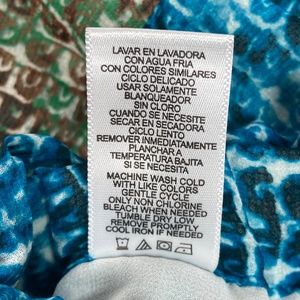 LAVAR EN LAVADORA
CON AGUA FRIA
CON COLORES SIMILARES
CICLO DELICADO
USAR SOLAMENTE
BLANQUEADOR
SIN CLORO
CUANDO SE NECESITE
SECAR EN SECADORA
CICLO LENTO
REMOVER INMEDIATAMENTE
PLANCHAR A
TEMPERATURA BAJITA
SI SE NECESITA
MACHINE WASH COLD
WITH LIKE COLORS
GENTLE CYCLE
ONLY NON CHLORINE
BLEACH WHEN NEEDED
TUMBLE DRY LOW
REMOVE PROMPTLY
COOL IRON IF NEEDED